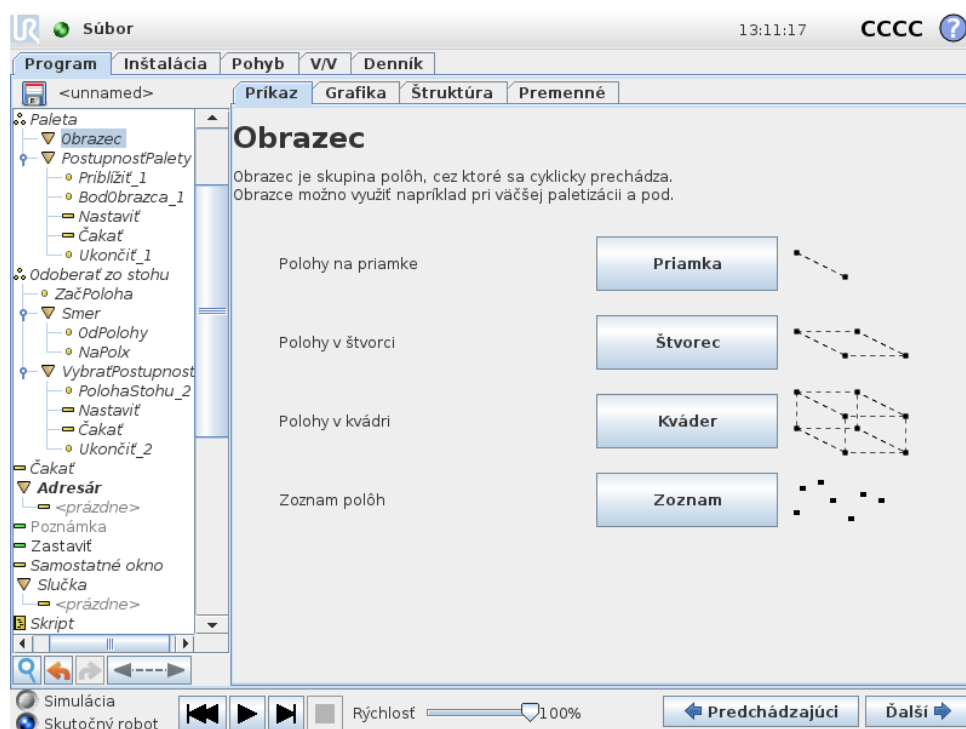 UR Súbor 13:11:17 CCCC ?
Program Inštalácia Pohyb V/V Denník
<unnamed> Príkaz Grafika Štruktúra Premenné
Paleta
Obrazec
PostupnosťPalety
Priblížiť_1
BodObrazca_1
Nastaviť
Čakať
Ukončiť_1
Odoberať zo stohu
ZačPoloha
Smer
OdPolohy
NaPolx
VybraťPostupnost
PolohaStohu_2
Nastaviť
Čakať
Ukončiť_2
Čakať
Adresár
<prázdne>
Poznámka
Zastaviť
Samostatné okno
Slučka
<prázdne>
Skript
Obrazec
Obrazec je skupina polôh, cez ktoré sa cyklicky prechádza.
Obrazce možno využiť napríklad pri väčšej paletizácii a pod.
Polohy na priamke Priamka
Polohy v štvorci Štvorec
Polohy v kvádri Kváder
Zoznam polôh Zoznam
Simulácia
Skutočný robot
Rýchlosť 100% Predchádzajúci Ďalší